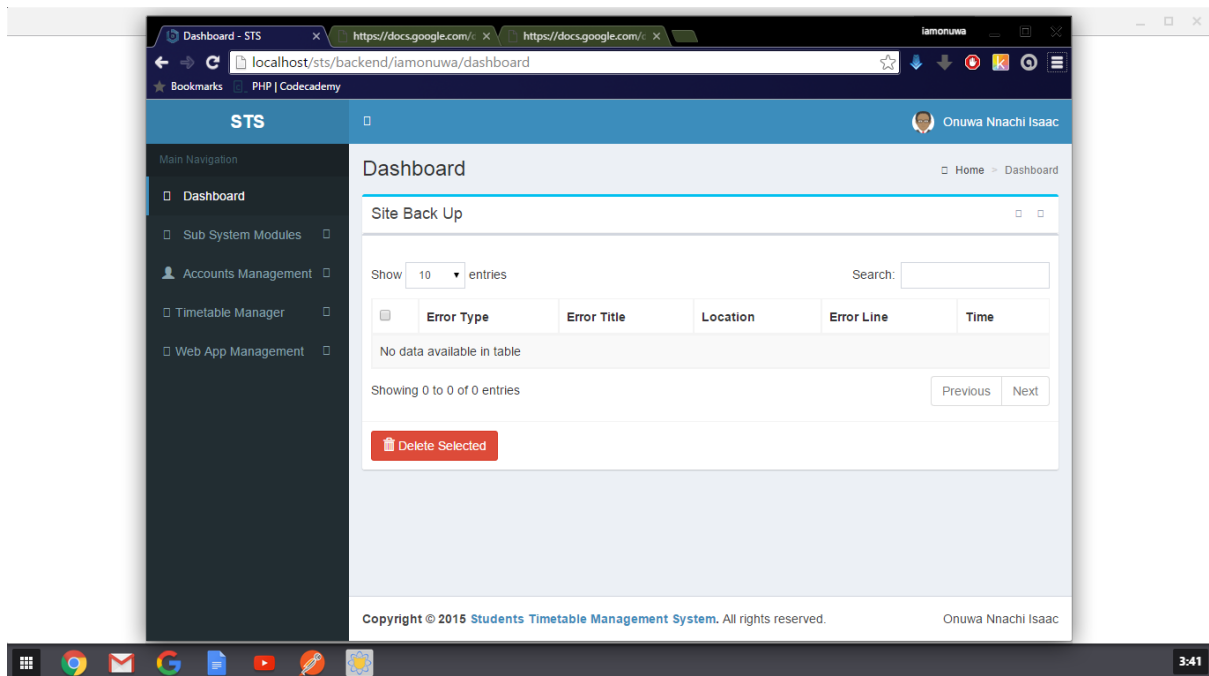 Dashboard - STS
https://docs.google.com/
https://docs.google.com/
iamonuwa
localhost/sts/backend/iamonuwa/dashboard
Bookmarks PHP | Codecademy
STS
Onuwa Nnachi Isaac
Main Navigation
Dashboard
Sub System Modules
Accounts Management
Timetable Manager
Web App Management
Dashboard
Home > Dashboard
Site Back Up
Show 10 entries
Search:
Error Type Error Title Location Error Line Time
No data available in table
Showing 0 to 0 of 0 entries
Previous Next
Delete Selected
Copyright © 2015 Students Timetable Management System. All rights reserved.
Onuwa Nnachi Isaac
3:41